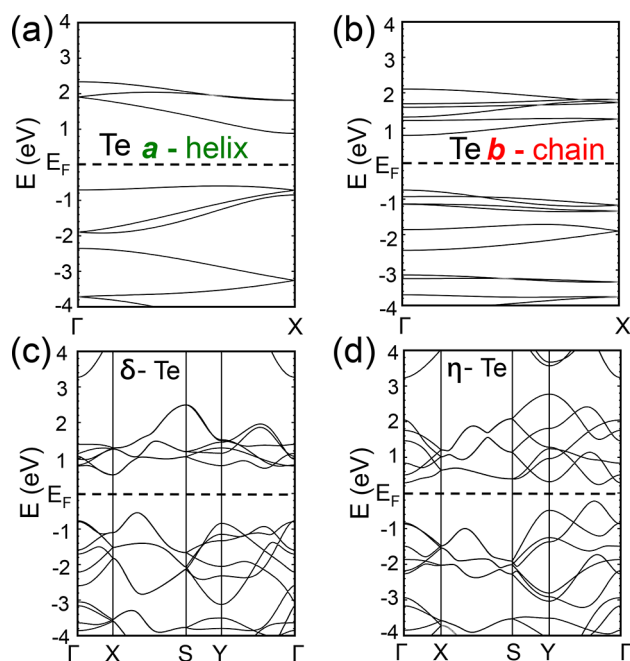 (a)
4
3
2
1
E_F
-1
-2
-3
-4
E (eV)
Te a - helix
Γ X
(b)
4
3
2
1
E_F
-1
-2
-3
-4
E (eV)
Te b - chain
Γ X
(c)
4
3
2
1
E_F
-1
-2
-3
-4
E (eV)
δ- Te
Γ X S Y Γ
(d)
4
3
2
1
E_F
-1
-2
-3
-4
E (eV)
η- Te
Γ X S Y Γ